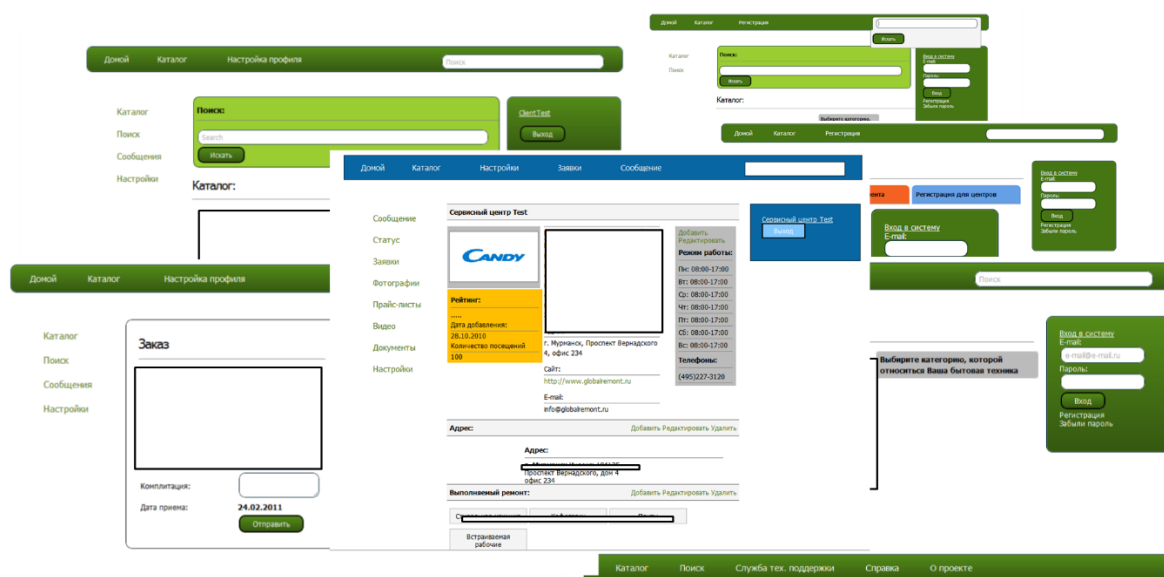 Домой Каталог Регистрация
Искать
Каталог
Поиск
Поиск:
Искать
Каталог:
Выберите категорию,
Вход в систему
E-mail:
Пароль:
Вход
Регистрация
Забыли пароль
Домой Каталог Настройка профиля
Поиск
Каталог
Поиск
Сообщения
Настройки
Поиск:
Search
Искать
Каталог:
ClientTest
Выход
Домой Каталог Регистрация
Вход в систему
E-mail:
Пароль:
Вход
Регистрация
Забыли пароль
ента
Регистрация для центров
Вход в систему
E-mail:
Домой Каталог Настройки Заявки Сообщение
Сообщение
Статус
Заявки
Фотографии
Прайс-листы
Видео
Документы
Настройки
Сервисный центр Test
CANDY
Рейтинг:
.....
Дата добавления:
28.10.2010
Количество посещений
100
г. Мурманск, Проспект Вернадского
4, офис 234
Сайт:
http://www.globalremont.ru
E-mail:
info@globalremont.ru
Добавить
Редактировать
Режим работы:
Пн: 08:00-17:00
Вт: 08:00-17:00
Ср: 08:00-17:00
Чт: 08:00-17:00
Пт: 08:00-17:00
Сб: 08:00-17:00
Вс: 08:00-17:00
Телефоны:
(495)227-3120
Сервисный центр Test
Выход
Адрес: Добавить Редактировать Удалить
Адрес:
Проспект Вернадского, дон 4
офис 234
Выполняемый ремонт: Добавить Редактировать Удалить
Встраиваемая
рабочие
Домой Каталог Настройка профиля
Каталог
Поиск
Сообщения
Настройки
Заказ
Комплитация:
Дата приема: 24.02.2011
Отправить
Поиск
Выбирите категорию, которой
относиться Ваша бытовая техника
Вход в систему
E-mail:
e-mail@e-mail.ru
Пароль:
Вход
Регистрация
Забыли пароль
Каталог Поиск Служба тех. поддержки Справка О проекте